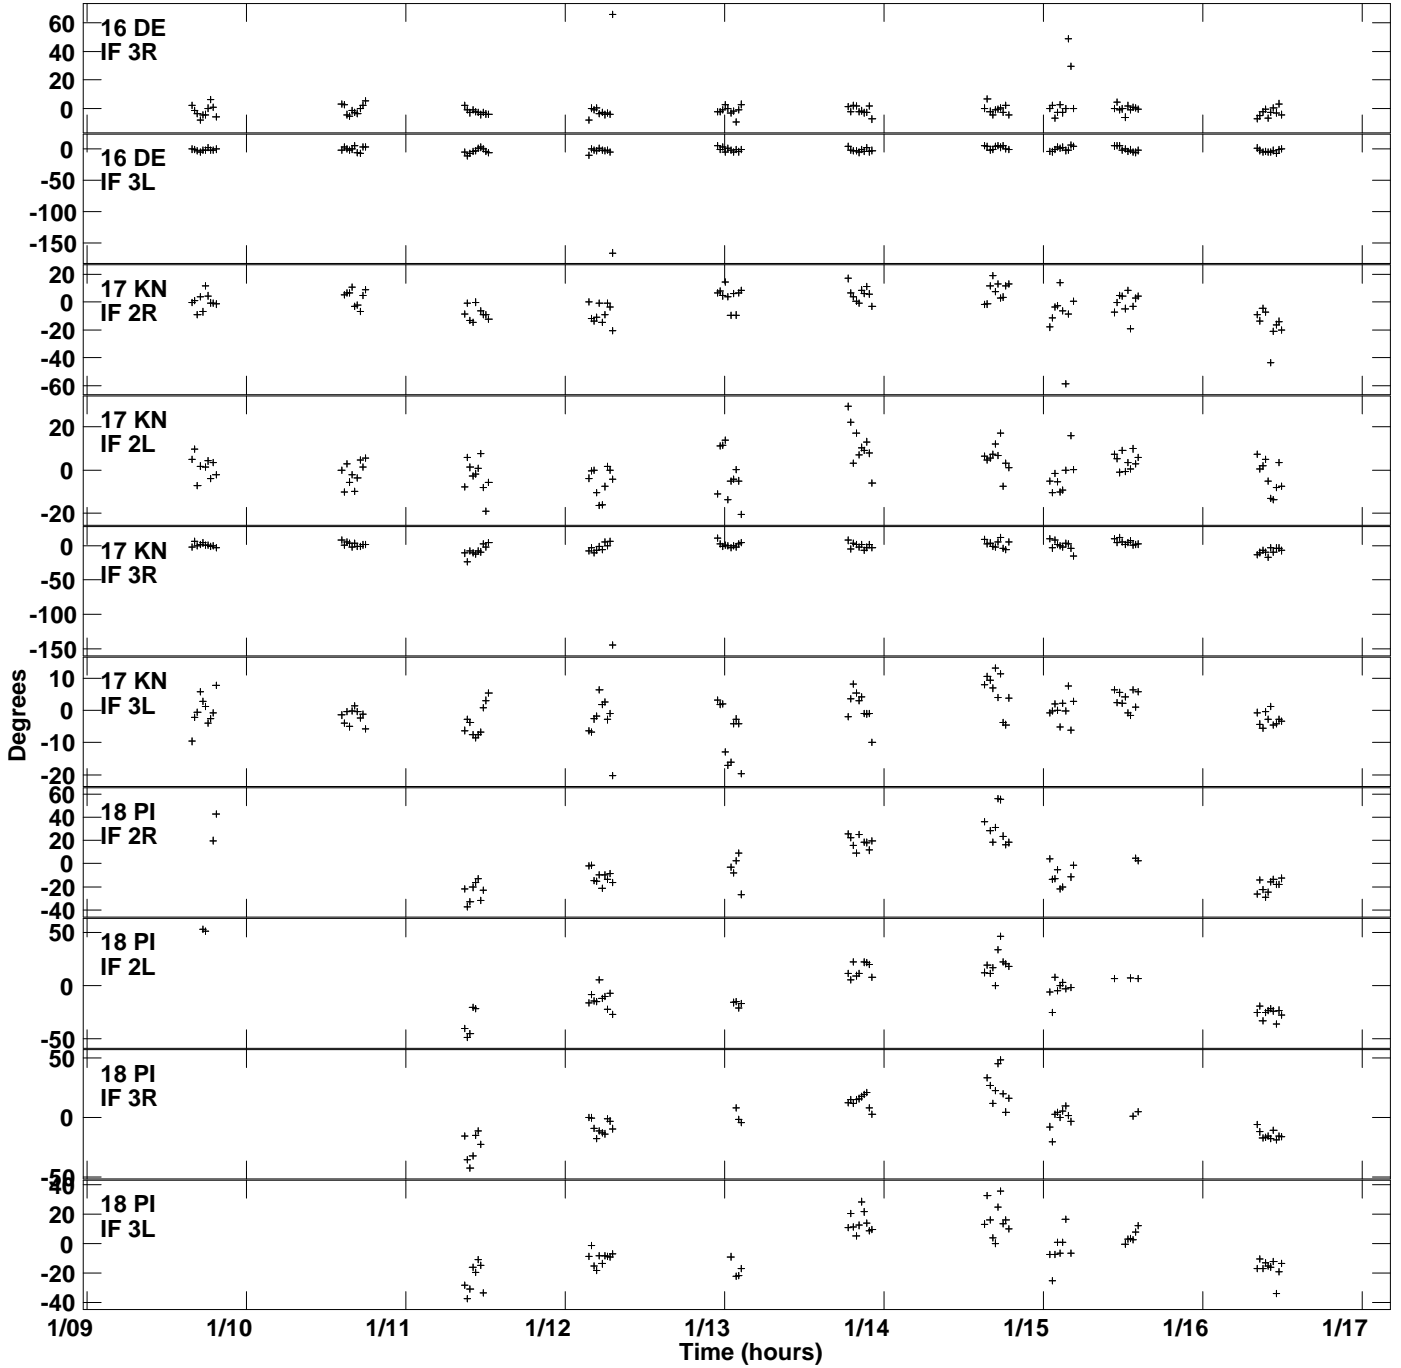 60
40
20
0
16 DE
IF 3R
0
-50
-100
-150
16 DE
IF 3L
20
0
-20
-40
-60
17 KN
IF 2R
20
0
-20
17 KN
IF 2L
0
-50
-100
-150
17 KN
IF 3R
10
0
-10
-20
17 KN
IF 3L
60
40
20
0
-20
-40
18 PI
IF 2R
50
0
-50
18 PI
IF 2L
50
0
-50
18 PI
IF 3R
40
20
0
-20
-40
18 PI
IF 3L
Degrees
1/09 1/10 1/11 1/12 1/13 1/14 1/15 1/16 1/17
Time (hours)